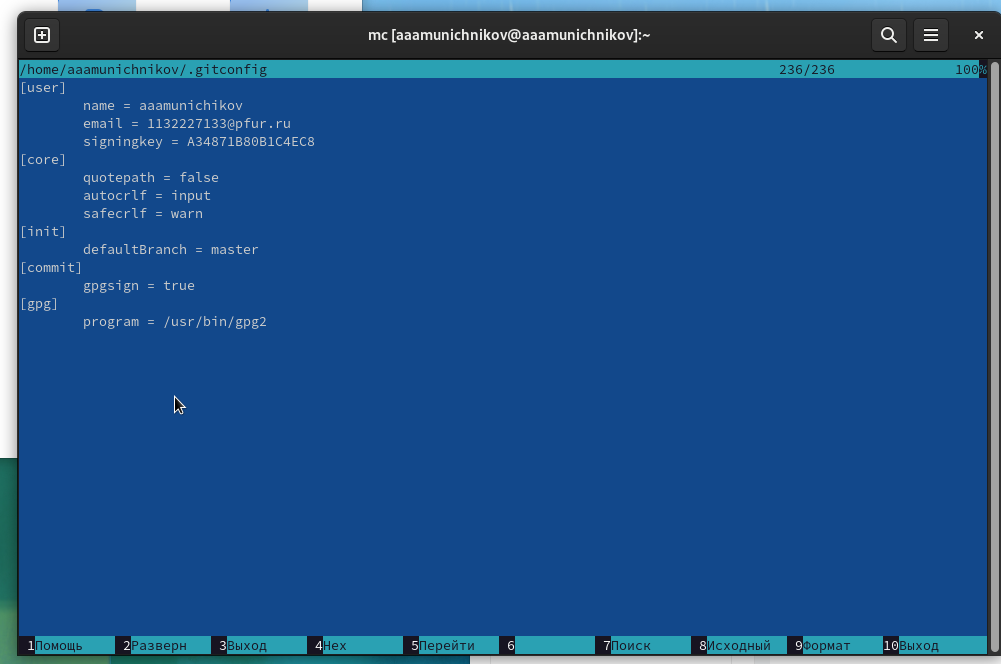 mc [aaamunichnikov@aaamunichnikov]:~
/home/aaamunichnikov/.gitconfig 236/236 100%
[user]
name = aaamunichikov
email = 1132227133@pfur.ru
signingkey = A34871B80B1C4EC8
[core]
quotepath = false
autocrlf = input
safecrlf = warn
[init]
defaultBranch = master
[commit]
gpgsign = true
[gpg]
program = /usr/bin/gpg2
1Помощь 2Разверн 3Выход 4Hex 5Перейти 6 7Поиск 8Исходный 9Формат 10Выход